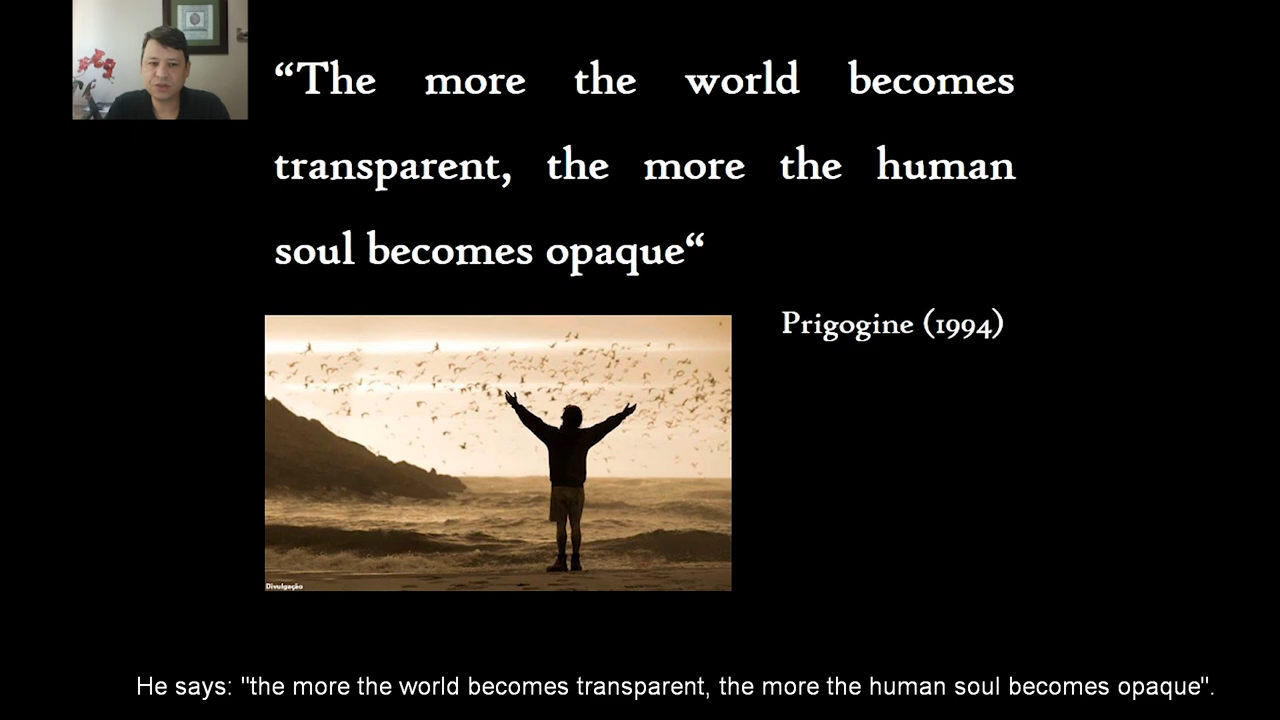 “The more the world becomes
transparent, the more the human
soul becomes opaque“
Prigogine (1994)
Divulgação
He says: "the more the world becomes transparent, the more the human soul becomes opaque".